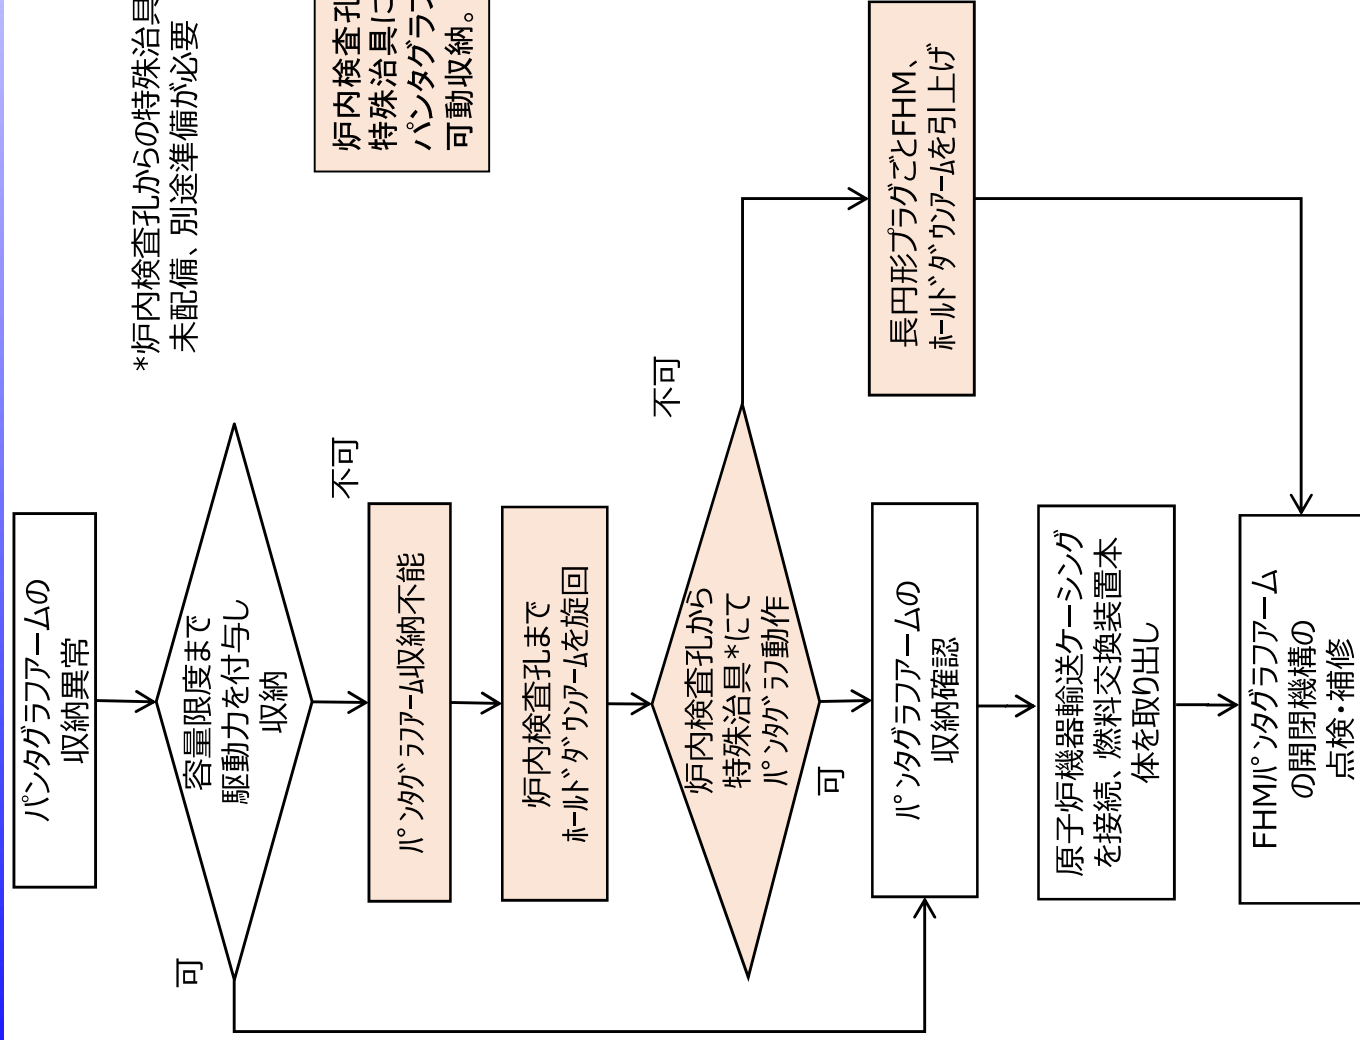 パンタグラフアームの
収納異常
容量限度まで
駆動力を付与し
収納
可
不可
ﾊﾟﾝﾀｸﾞﾗﾌｱｰﾑ収納不能
炉内検査孔まで
ﾎｰﾙﾄﾞﾀﾞｳﾝｱｰﾑを旋回
炉内検査孔から
特殊治具*にて
ﾊﾟﾝﾀｸﾞﾗﾌ動作
可
不可
ﾊﾟﾝﾀグラフアームの
収納確認
原子炉機器輸送ケーシング
を接続、燃料交換装置本
体を取り出し
FHMﾊﾟﾝタグラフアーム
の開閉機構の
点検・補修
長円形プラグごとFHM、
ﾎｰﾙﾄﾞﾀﾞｳﾝｱｰﾑを引上げ
*炉内検査孔からの特殊治具
未配備、別途準備が必要
炉内検査孔
特殊治具に
パンタグラフ
可動収納。